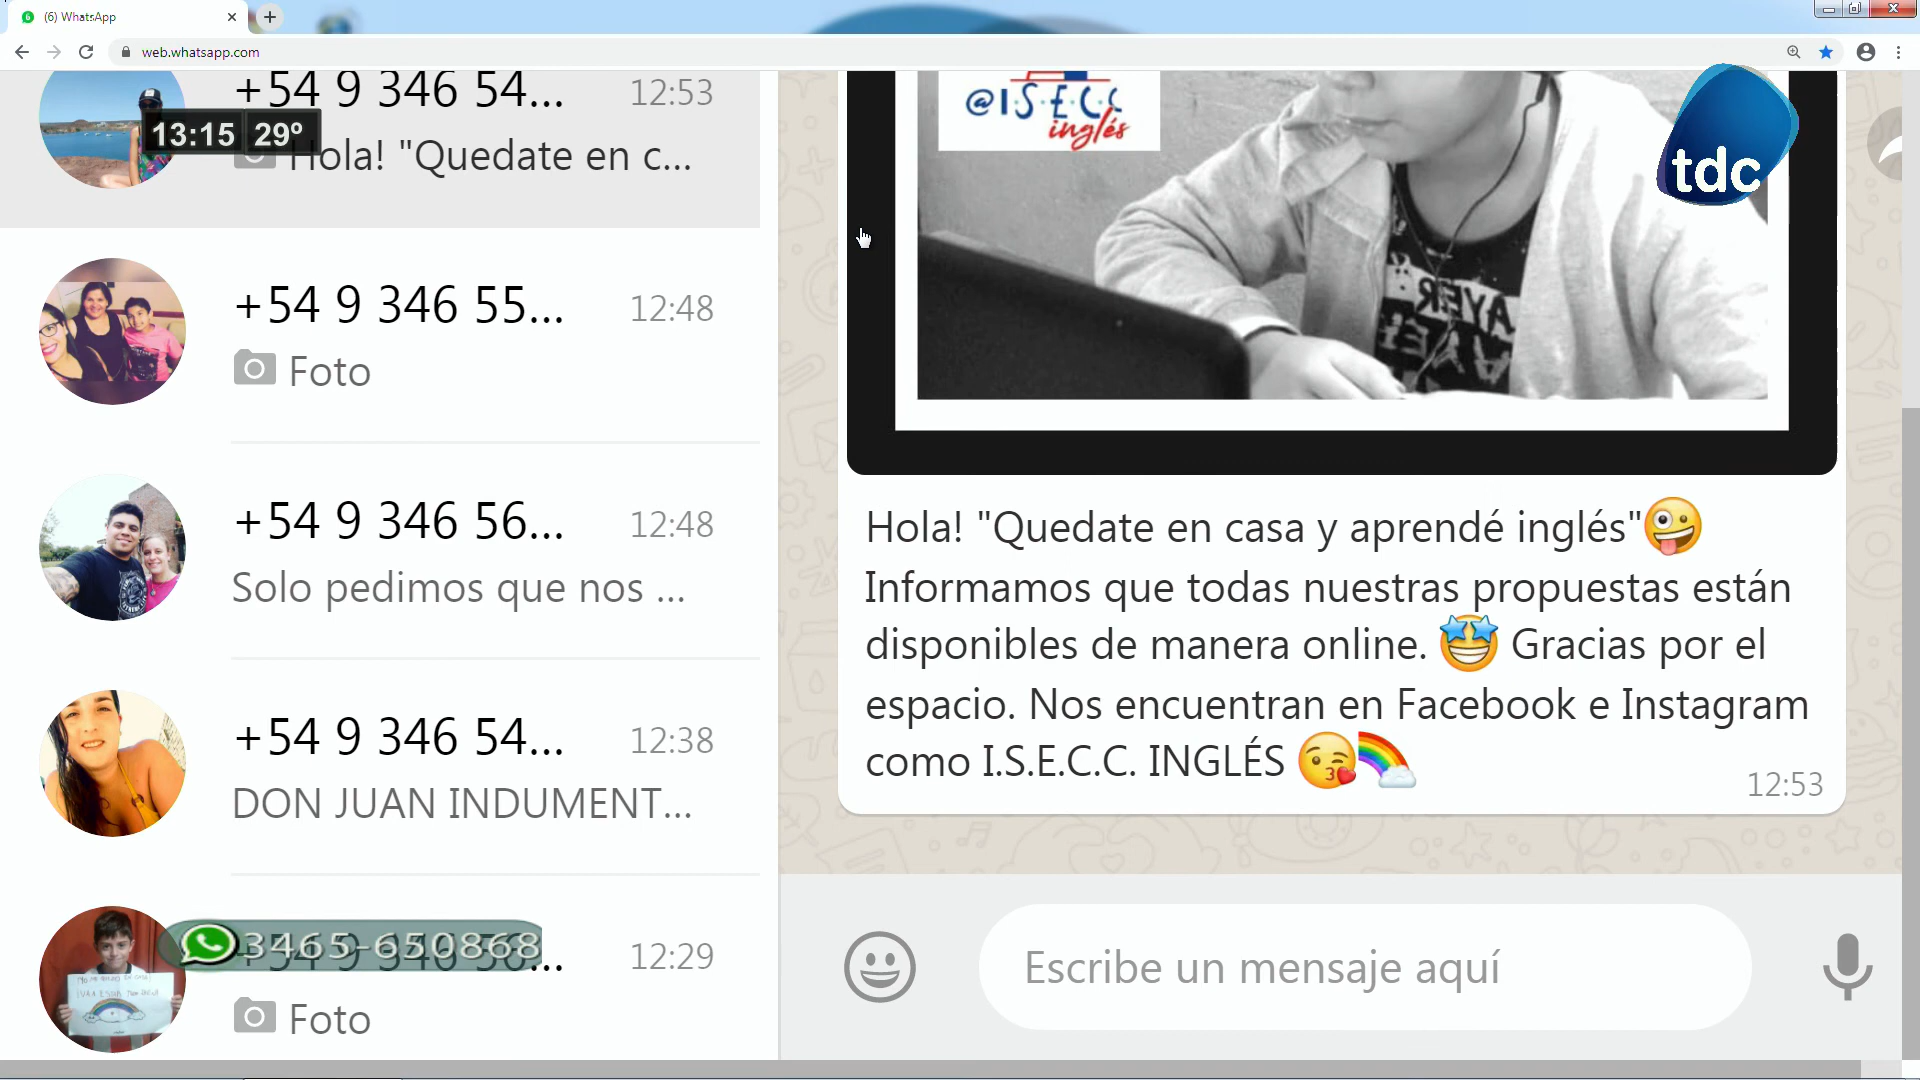 (6) WhatsApp
web.whatsapp.com
+54 9 346 54... 12:53
13:15 29º
Hola! "Quedate en c...
+54 9 346 55... 12:48
Foto
+54 9 346 56... 12:48
Solo pedimos que nos ...
+54 9 346 54... 12:38
DON JUAN INDUMENT...
3465-650868
12:29
Foto
@I.S.E.C.C
inglés
tdc
Hola! "Quedate en casa y aprendé inglés"🤪
Informamos que todas nuestras propuestas están
disponibles de manera online. 🤩 Gracias por el
espacio. Nos encuentran en Facebook e Instagram
como I.S.E.C.C. INGLÉS 😘🌈
12:53
Escribe un mensaje aquí